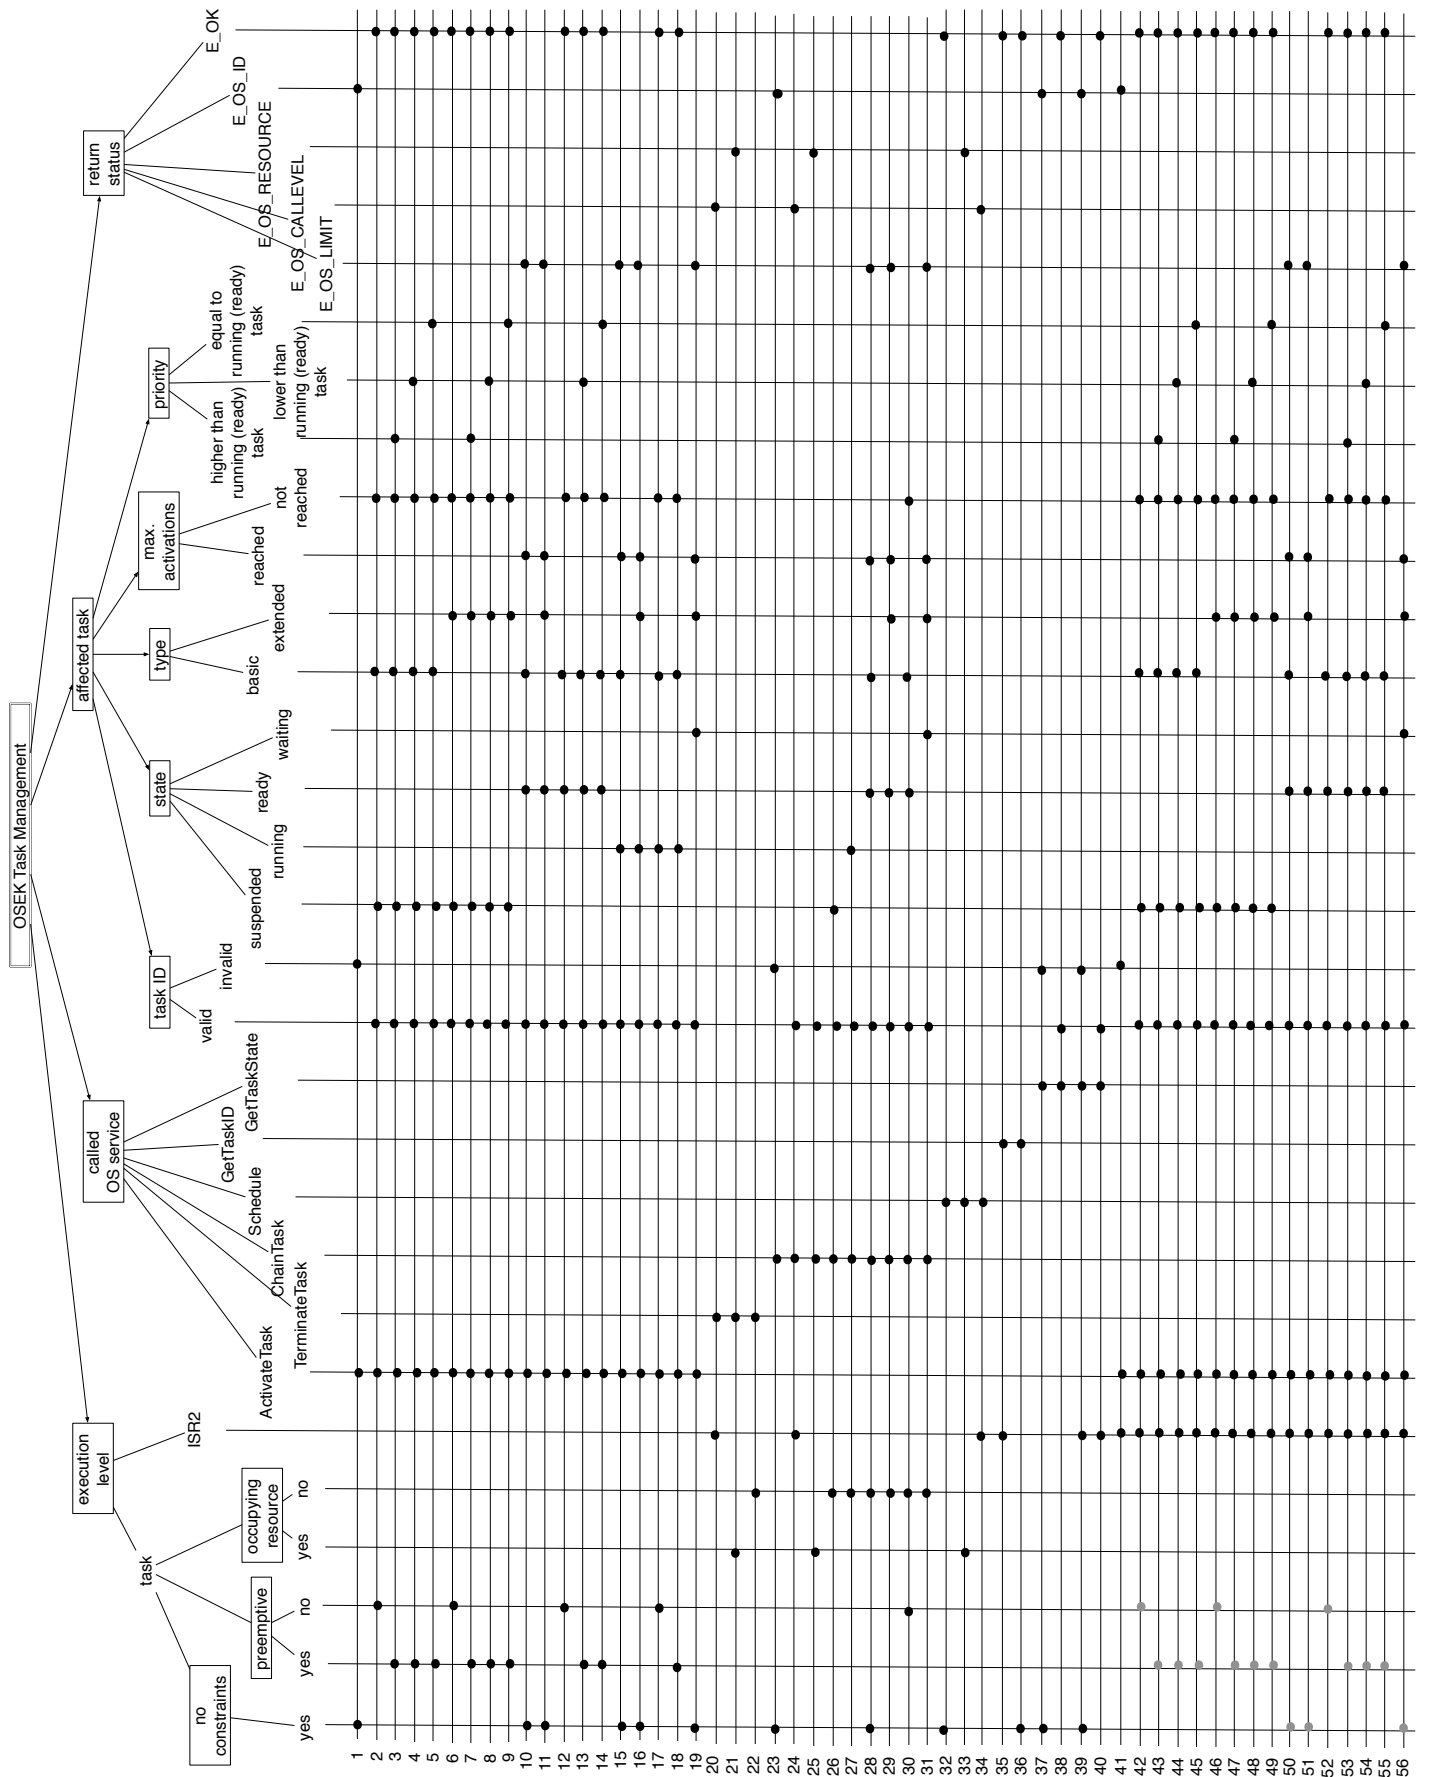 OSEK Task Management
execution
level
called
OS service
affected task
return
status
task
ISR2
no
constraints
preemptive
occupying
resource
yes
yes
no
yes
no
ActivateTask
TerminateTask
ChainTask
Schedule
GetTaskID
GetTaskState
task ID
valid
invalid
state
suspended
running
ready
waiting
type
basic
extended
max.
activations
reached
not
reached
priority
higher than
running (ready)
task
lower than
running (ready)
task
equal to
running (ready)
task
E_OS_LIMIT
E_OS_CALLEVEL
E_OS_RESOURCE
E_OS_ID
E_OK
1
2
3
4
5
6
7
8
9
10
11
12
13
14
15
16
17
18
19
20
21
22
23
24
25
26
27
28
29
30
31
32
33
34
35
36
37
38
39
40
41
42
43
44
45
46
47
48
49
50
51
52
53
54
55
56